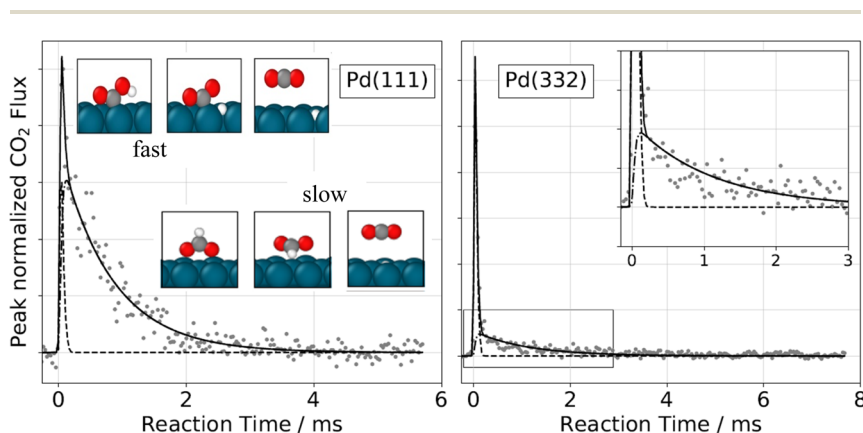 Peak normalized CO₂ Flux
Pd(111)
fast
slow
0 2 4 6
Reaction Time / ms
Pd(332)
0 1 2 3
0 2 4 6 8
Reaction Time / ms